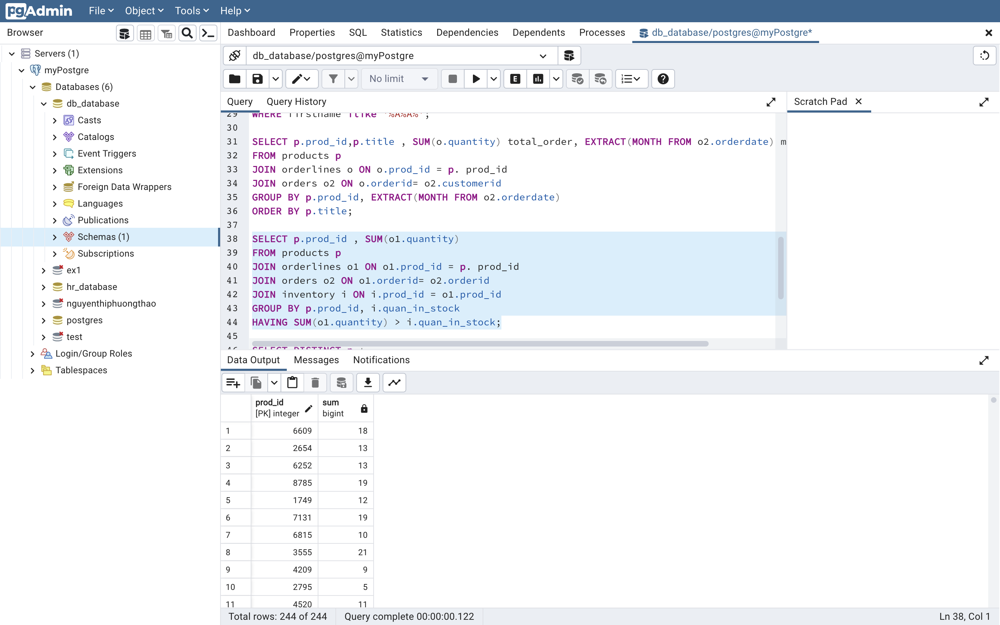 pgAdmin File Object Tools Help
Browser
Dashboard Properties SQL Statistics Dependencies Dependents Processes db_database/postgres@myPostgre*
Servers (1)
myPostgre
Databases (6)
db_database
Casts
Catalogs
Event Triggers
Extensions
Foreign Data Wrappers
Languages
Publications
Schemas (1)
Subscriptions
ex1
hr_database
nguyenthiphuongthao
postgres
test
Login/Group Roles
Tablespaces
db_database/postgres@myPostgre
No limit
E
Query Query History
Scratch Pad
29 WHERE firstname ilike '%A%A%';
30
31 SELECT p.prod_id,p.title , SUM(o.quantity) total_order, EXTRACT(MONTH FROM o2.orderdate) m
32 FROM products p
33 JOIN orderlines o ON o.prod_id = p. prod_id
34 JOIN orders o2 ON o.orderid= o2.customerid
35 GROUP BY p.prod_id, EXTRACT(MONTH FROM o2.orderdate)
36 ORDER BY p.title;
37
38 SELECT p.prod_id , SUM(o1.quantity)
39 FROM products p
40 JOIN orderlines o1 ON o1.prod_id = p. prod_id
41 JOIN orders o2 ON o1.orderid= o2.orderid
42 JOIN inventory i ON i.prod_id = o1.prod_id
43 GROUP BY p.prod_id, i.quan_in_stock
44 HAVING SUM(o1.quantity) > i.quan_in_stock;
45
46 SELECT DISTINCT
Data Output Messages Notifications
prod_id sum
[PK] integer bigint
1 6609 18
2 2654 13
3 6252 13
4 8785 19
5 1749 12
6 7131 19
7 6815 10
8 3555 21
9 4209 9
10 2795 5
11 4520 11
Total rows: 244 of 244 Query complete 00:00:00.122 Ln 38, Col 1